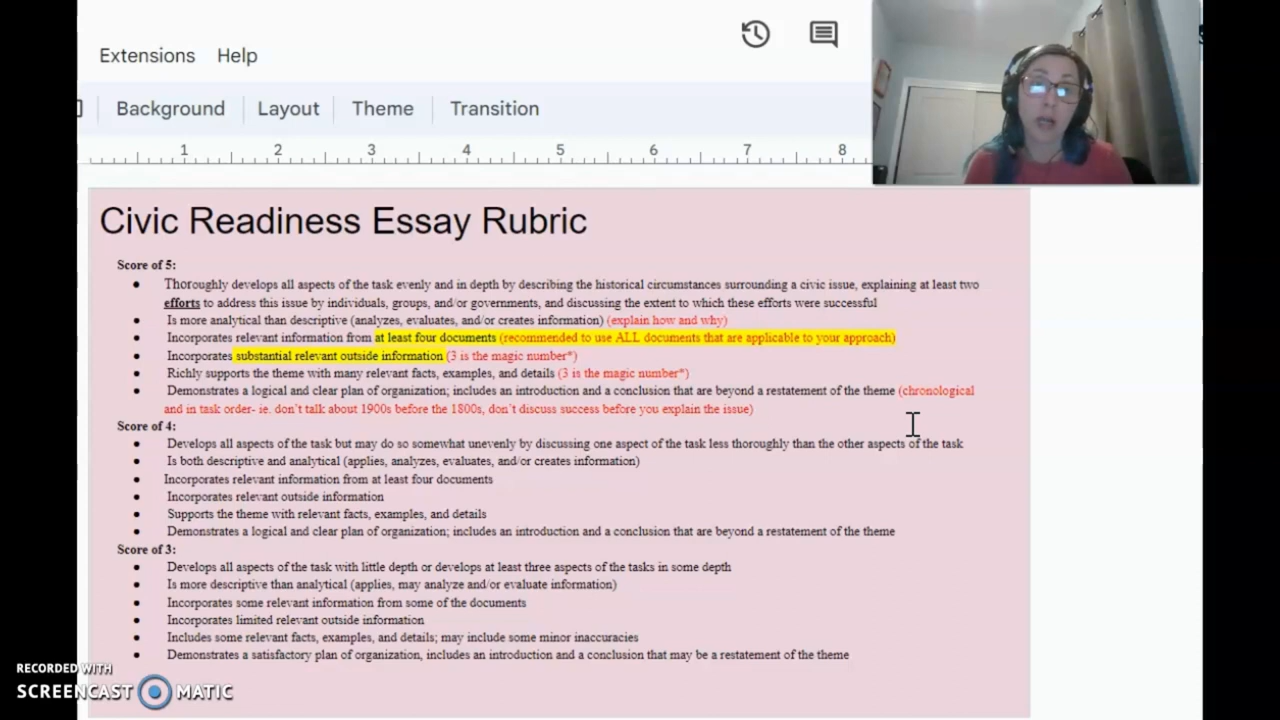 Extensions Help
Background Layout Theme Transition
1 2 3 4 5 6 7 8
Civic Readiness Essay Rubric
Score of 5:
● Thoroughly develops all aspects of the task evenly and in depth by describing the historical circumstances surrounding a civic issue, explaining at least two
efforts to address this issue by individuals, groups, and/or governments, and discussing the extent to which these efforts were successful
● Is more analytical than descriptive (analyzes, evaluates, and/or creates information) (explain how and why)
● Incorporates relevant information from at least four documents (recommended to use ALL documents that are applicable to your approach)
● Incorporates substantial relevant outside information (3 is the magic number*)
● Richly supports the theme with many relevant facts, examples, and details (3 is the magic number*)
● Demonstrates a logical and clear plan of organization; includes an introduction and a conclusion that are beyond a restatement of the theme (chronological
and in task order- ie. don't talk about 1900s before the 1800s, don't discuss success before you explain the issue)
Score of 4:
● Develops all aspects of the task but may do so somewhat unevenly by discussing one aspect of the task less thoroughly than the other aspects of the task
● Is both descriptive and analytical (applies, analyzes, evaluates, and/or creates information)
● Incorporates relevant information from at least four documents
● Incorporates relevant outside information
● Supports the theme with relevant facts, examples, and details
● Demonstrates a logical and clear plan of organization; includes an introduction and a conclusion that are beyond a restatement of the theme
Score of 3:
● Develops all aspects of the task with little depth or develops at least three aspects of the tasks in some depth
● Is more descriptive than analytical (applies, may analyze and/or evaluate information)
● Incorporates some relevant information from some of the documents
● Incorporates limited relevant outside information
● Includes some relevant facts, examples, and details; may include some minor inaccuracies
● Demonstrates a satisfactory plan of organization, includes an introduction and a conclusion that may be a restatement of the theme
RECORDED WITH
SCREENCAST MATIC